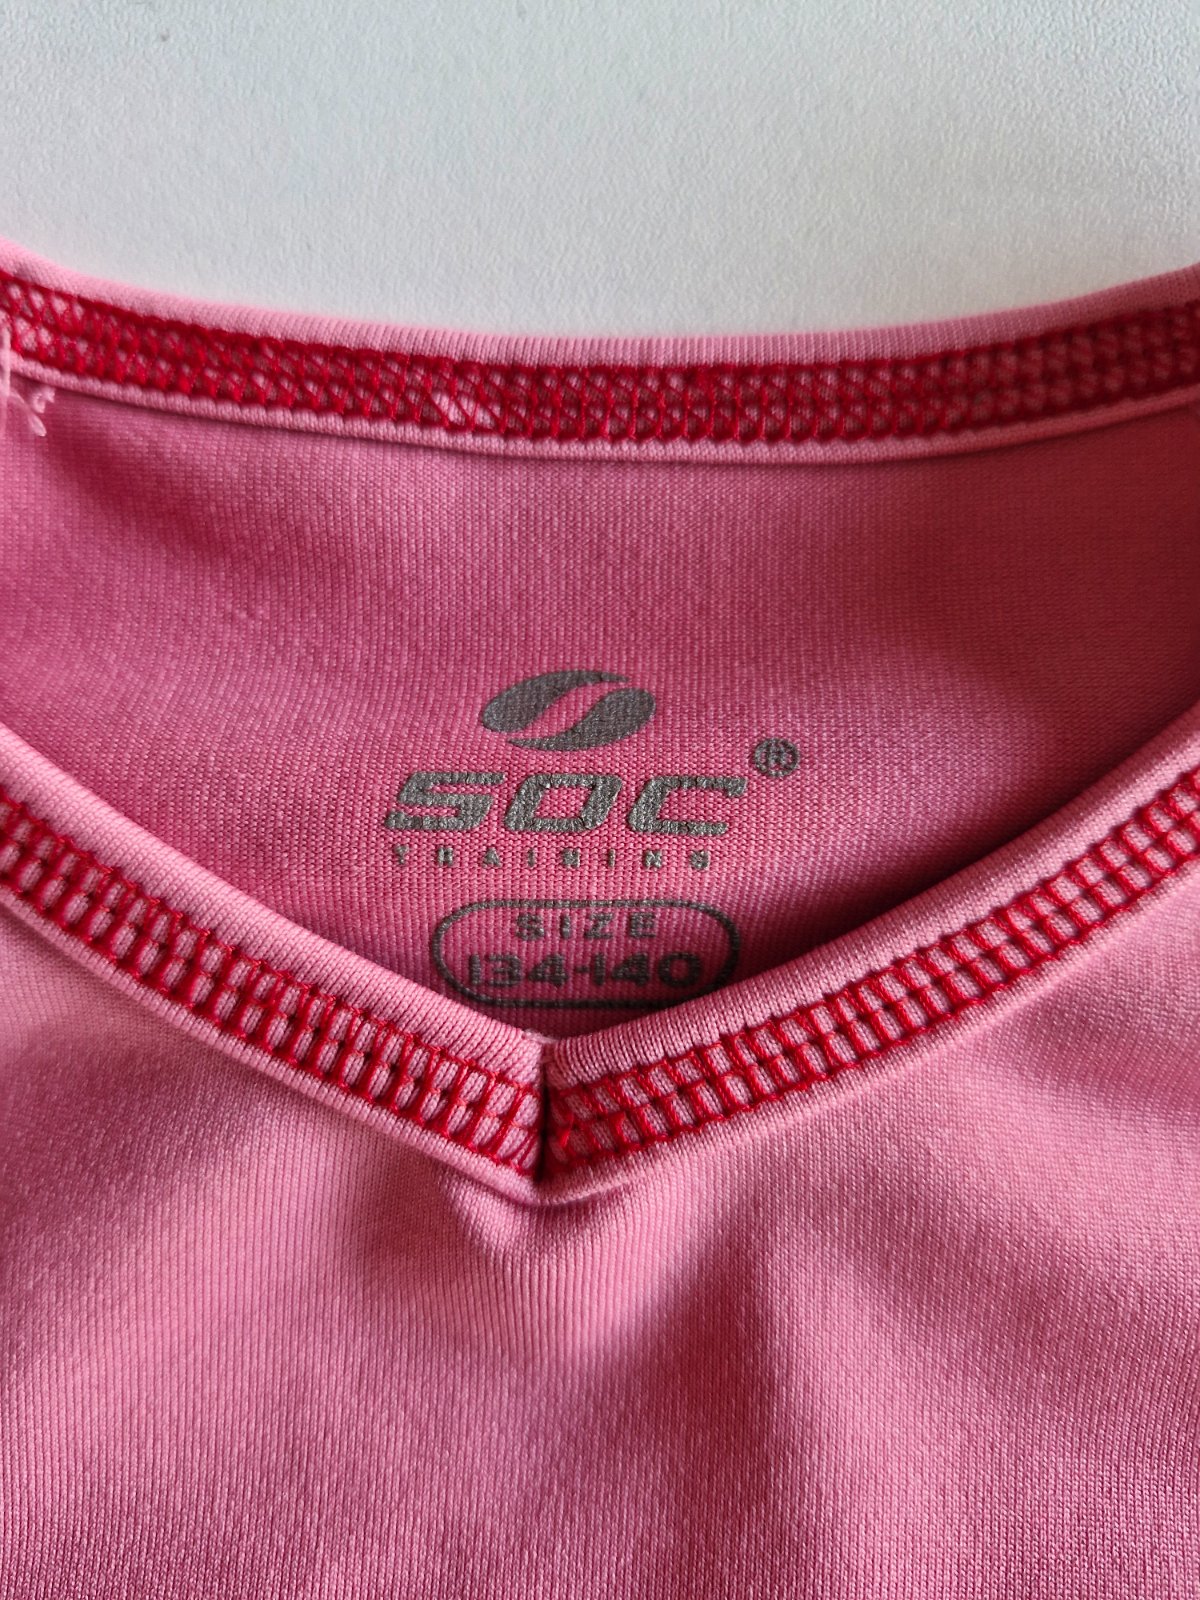 SOC®
TRAINING
SIZE
134-140